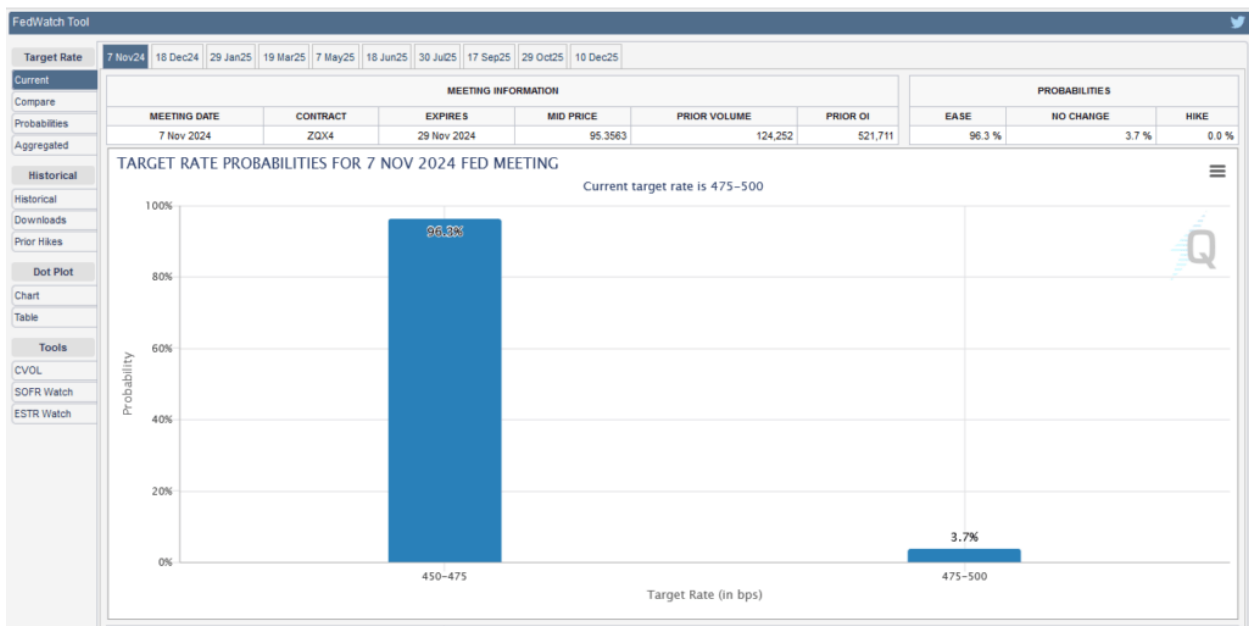 FedWatch Tool
Target Rate
Current
Compare
Probabilities
Aggregated
Historical
Historical
Downloads
Prior Hikes
Dot Plot
Chart
Table
Tools
CVOL
SOFR Watch
ESTR Watch
7 Nov24 18 Dec24 29 Jan25 19 Mar25 7 May25 18 Jun25 30 Jul25 17 Sep25 29 Oct25 10 Dec25
MEETING INFORMATION
MEETING DATE CONTRACT EXPIRES MID PRICE PRIOR VOLUME PRIOR OI
7 Nov 2024 ZQX4 29 Nov 2024 95.3563 124,252 521,711
PROBABILITIES
EASE NO CHANGE HIKE
96.3 % 3.7 % 0.0 %
TARGET RATE PROBABILITIES FOR 7 NOV 2024 FED MEETING
Current target rate is 475-500
Probability
100%
80%
60%
40%
20%
0%
96.3%
3.7%
Q
450-475 475-500
Target Rate (in bps)